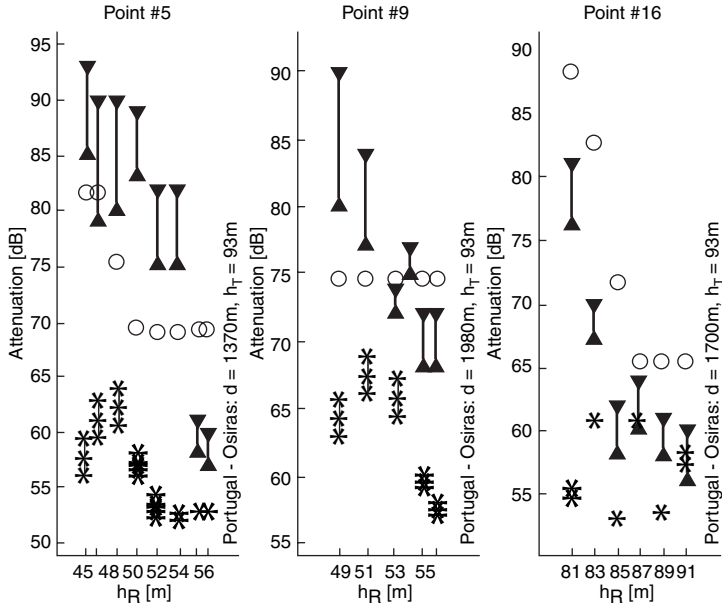 Point #5
Point #9
Point #16
Attenuation [dB]
95
90
85
80
75
70
65
60
55
50
45 48 48 50 52 54 56
hR [m]
Portugal - Osiras: d = 1370m, hT = 93m
Attenuation [dB]
90
85
80
75
70
65
60
55
49 51 53 55
hR [m]
Portugal - Osiras: d = 1980m, hT = 93m
Attenuation [dB]
90
85
80
75
70
65
60
55
81 83 85 87 89 91
hR [m]
Portugal - Osiras: d = 1700m, hT = 93m